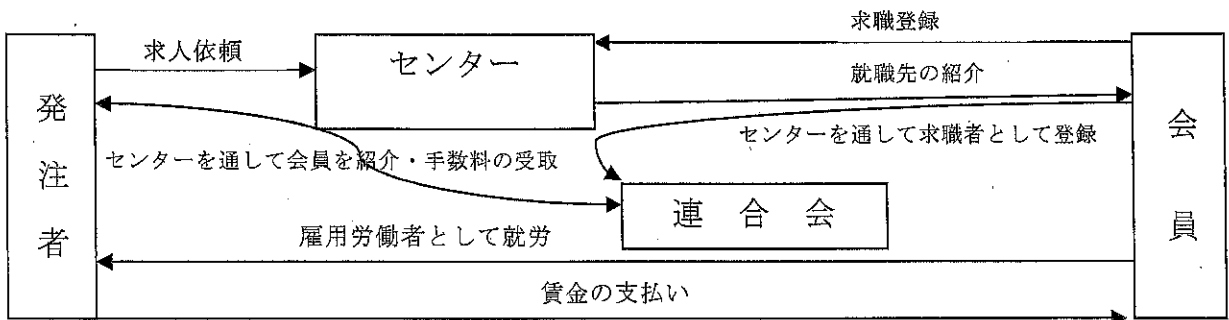 求職登録
求人依頼
センター
就職先の紹介
発注者
会員
センターを通して求職者として登録
センターを通して会員を紹介・手数料の受取
連合会
雇用労働者として就労
賃金の支払い